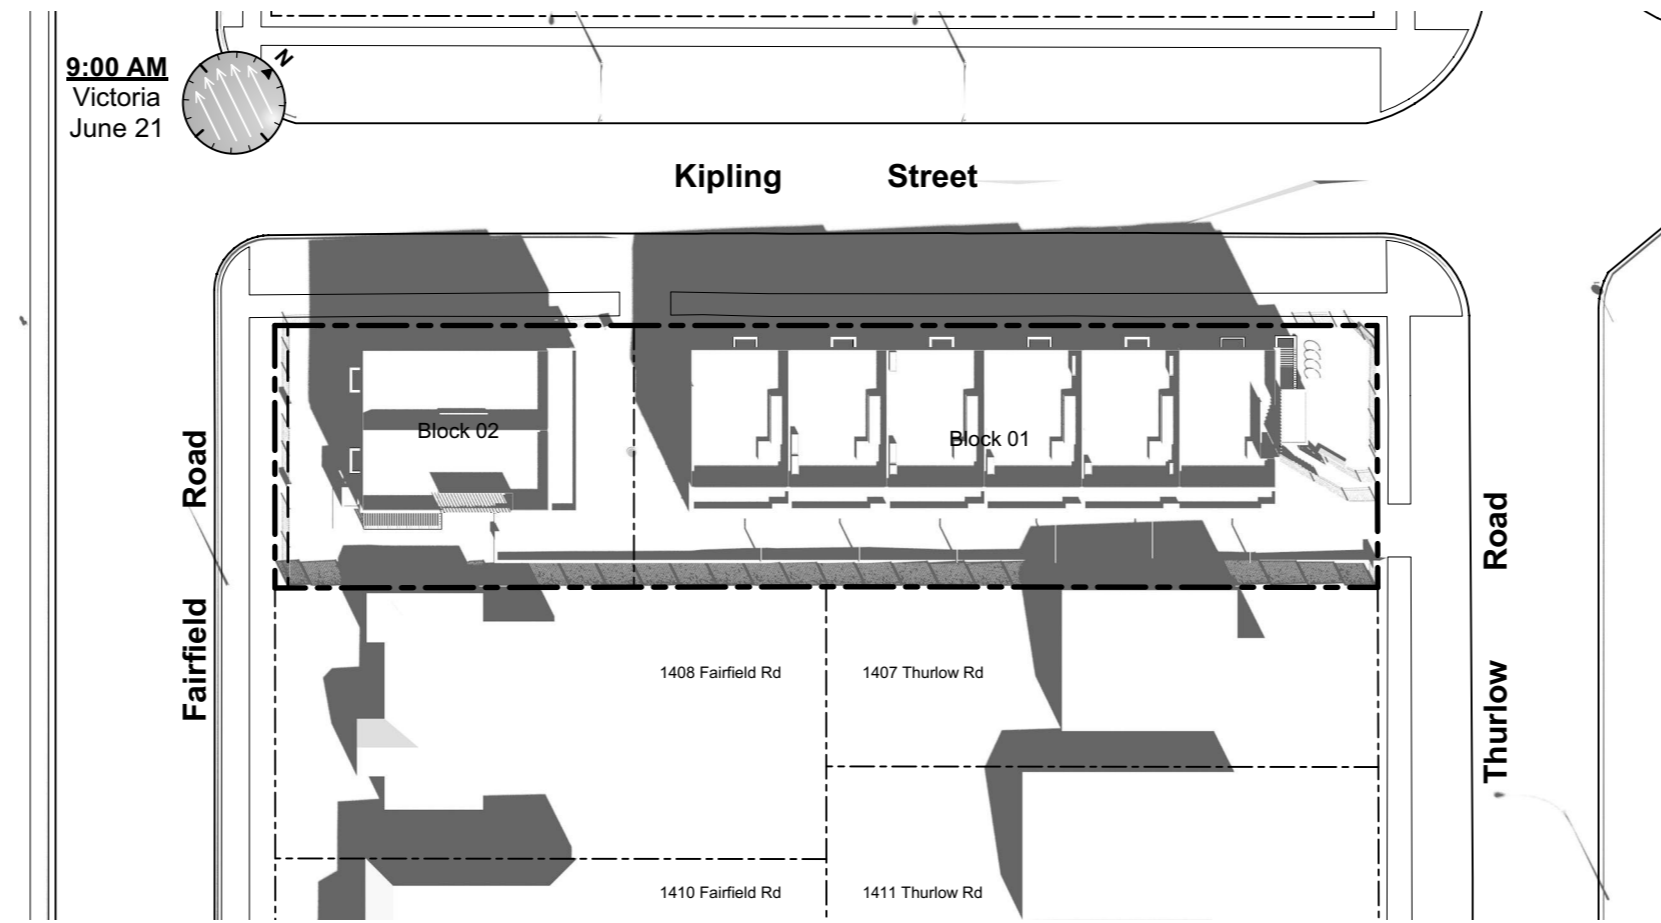 N
9:00 AM
Victoria
June 21
Kipling Street
Block 02
Block 01
Fairfield Road
Thurlow Road
1408 Fairfield Rd
1407 Thurlow Rd
1410 Fairfield Rd
1411 Thurlow Rd